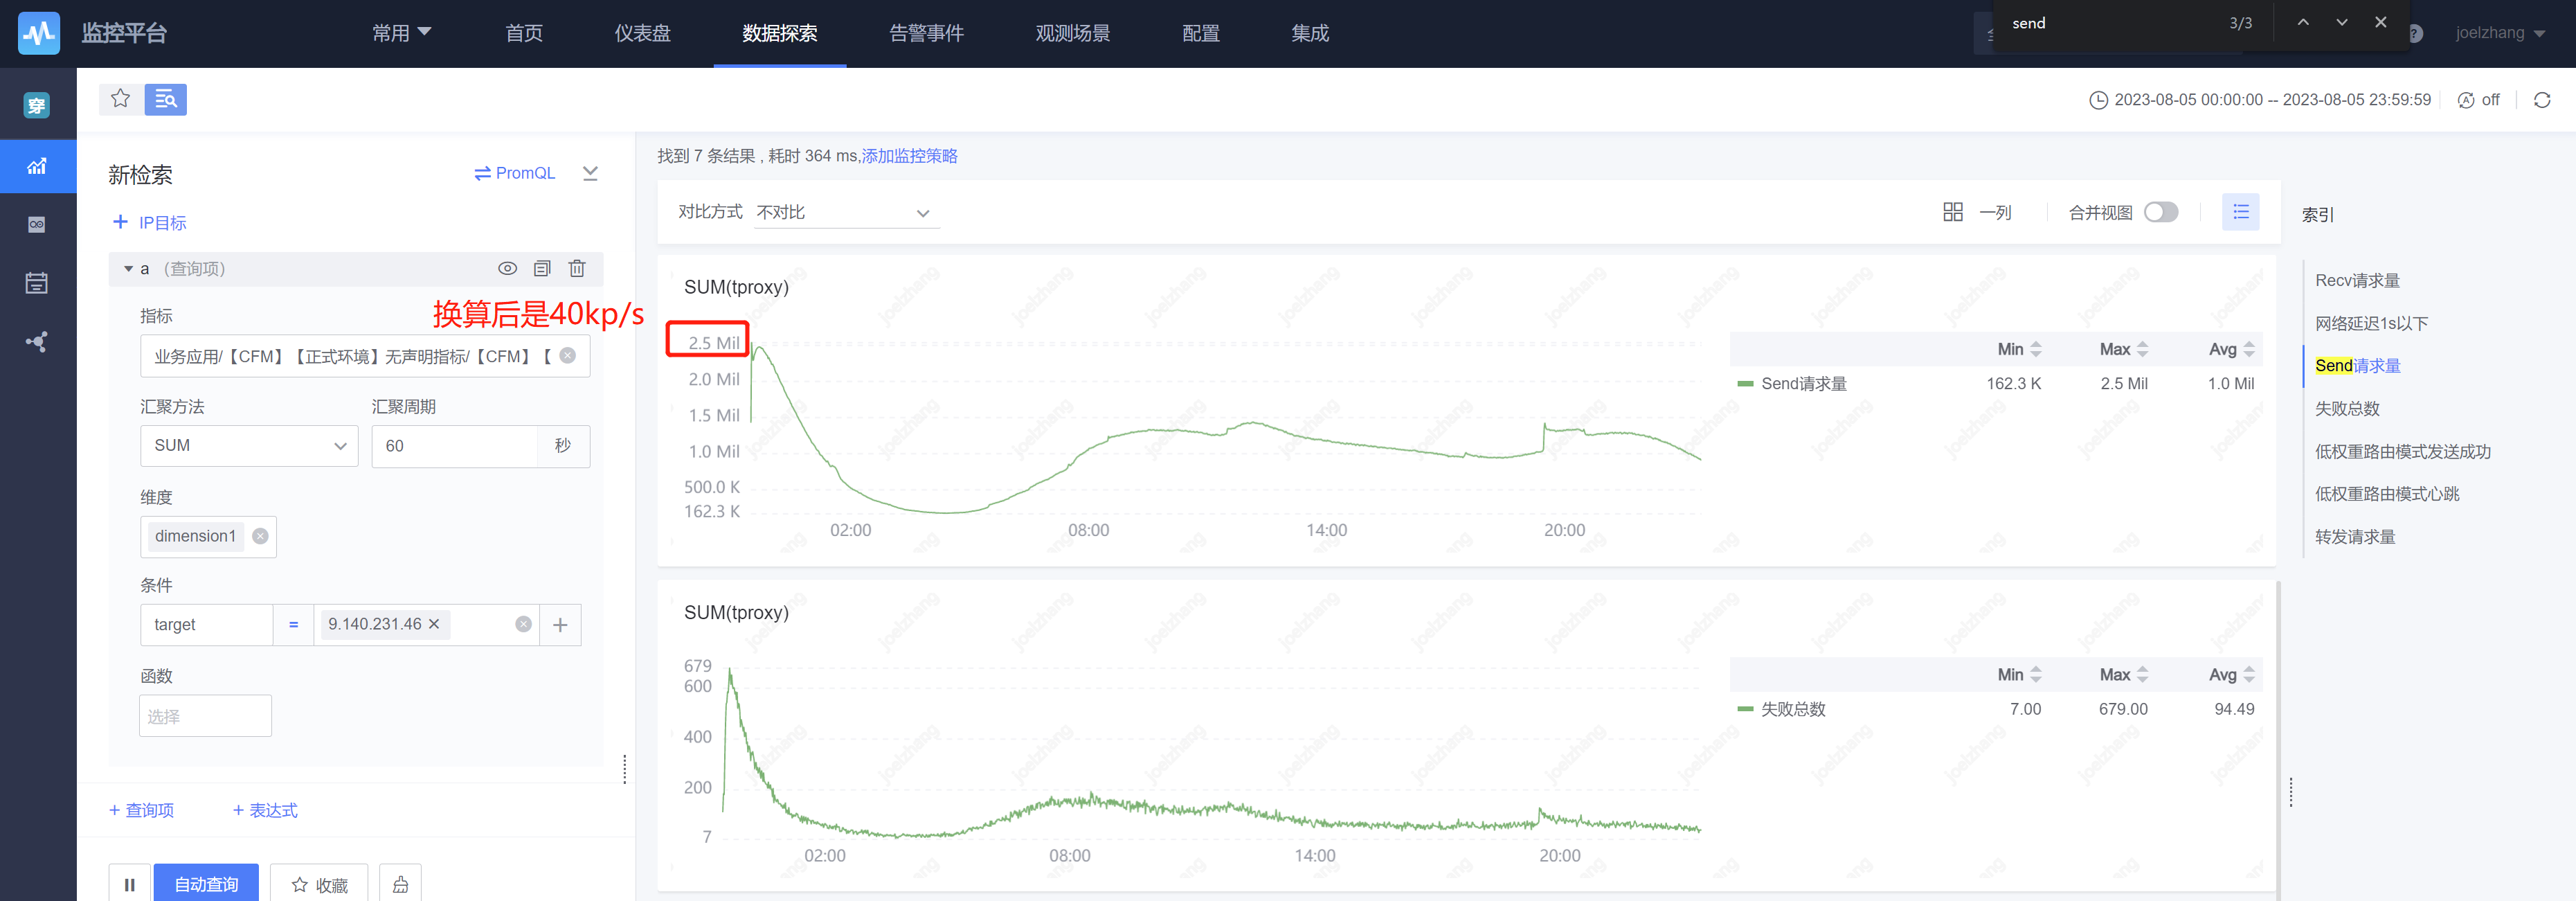 监控平台
常用 首页 仪表盘 数据探索 告警事件 观测场景 配置 集成
send 3/3
joelzhang
穿
2023-08-05 00:00:00 -- 2023-08-05 23:59:59 off
新检索 PromQL
找到 7 条结果 , 耗时 364 ms,添加监控策略
+ IP目标
对比方式 不对比 一列 合并视图
索引
a (查询项)
指标
换算后是40kp/s
业务应用/【CFM】【正式环境】无声明指标/【CFM】【
汇聚方法 汇聚周期
SUM 60 秒
维度
dimension1
条件
target = 9.140.231.46
函数
选择
+ 查询项 + 表达式
自动查询 收藏
SUM(tproxy)
2.5 Mil
2.0 Mil
1.5 Mil
1.0 Mil
500.0 K
162.3 K
02:00 08:00 14:00 20:00
Min Max Avg
Send请求量 162.3 K 2.5 Mil 1.0 Mil
SUM(tproxy)
679
600
400
200
7
02:00 08:00 14:00 20:00
Min Max Avg
失败总数 7.00 679.00 94.49
Recv请求量
网络延迟1s以下
Send请求量
失败总数
低权重路由模式发送成功
低权重路由模式心跳
转发请求量